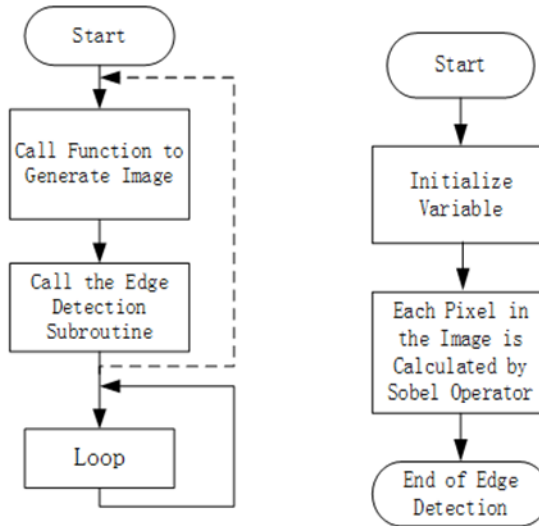 Start
Call Function to
Generate Image
Call the Edge
Detection
Subroutine
Loop
Start
Initialize
Variable
Each Pixel in
the Image is
Calculated by
Sobel Operator
End of Edge
Detection